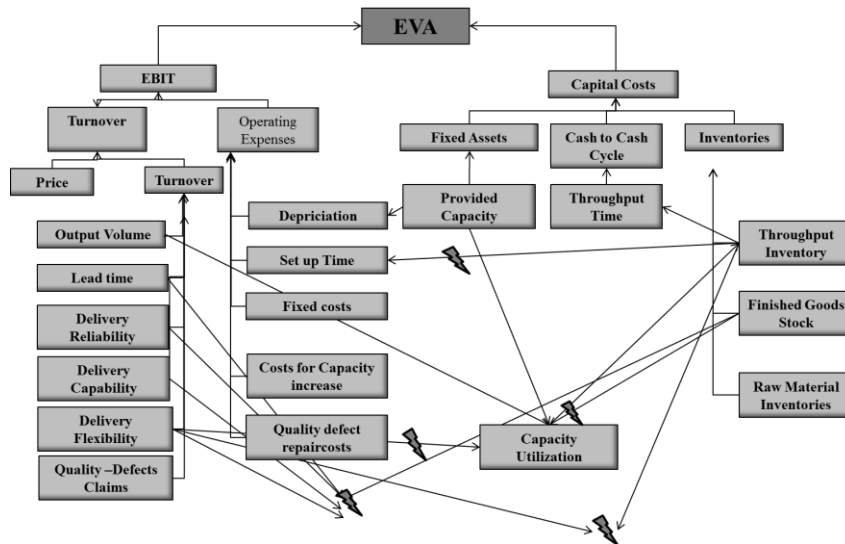 EVA
EBIT
Capital Costs
Turnover
Operating
Expenses
Fixed Assets
Cash to Cash
Cycle
Inventories
Price
Turnover
Provided
Capacity
Throughput
Time
Depriciation
Output Volume
Throughput
Inventory
Set up Time
Lead time
Fixed costs
Finished Goods
Stock
Delivery
Reliability
Delivery
Capability
Costs for Capacity
increase
Raw Material
Inventories
Delivery
Flexibility
Quality defect
repaircosts
Capacity
Utilization
Quality –Defects
Claims